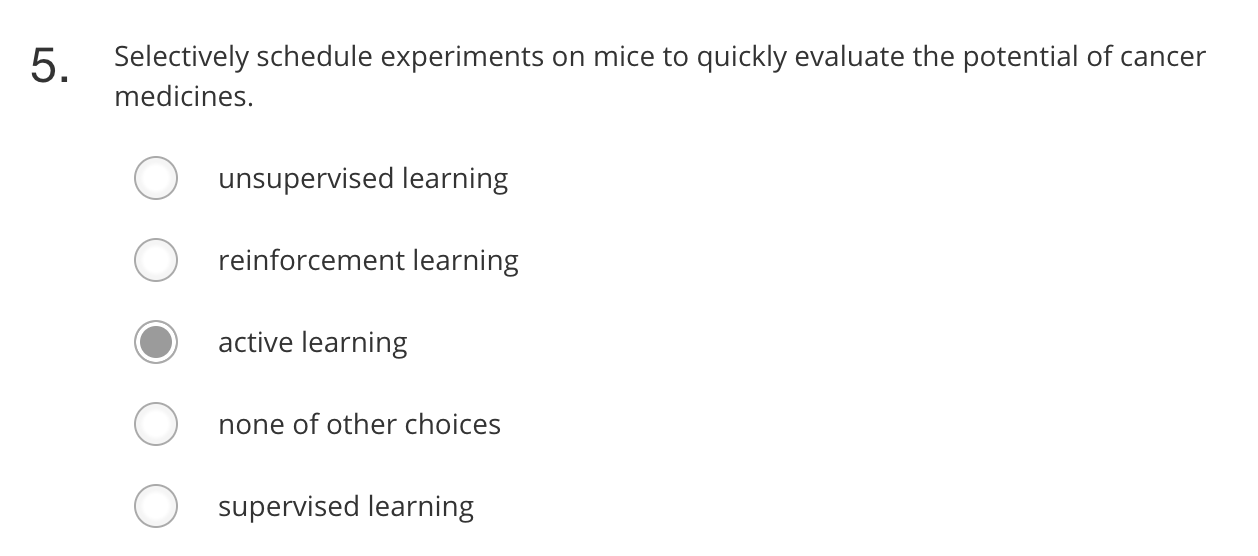 5.
Selectively schedule experiments on mice to quickly evaluate the potential of cancer
medicines.
unsupervised learning
reinforcement learning
active learning
none of other choices
supervised learning